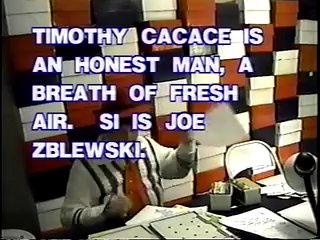 TIMOTHY CACACE IS
AN HONEST MAN, A
BREATH OF FRESH
AIR. SI IS JOE
ZBLEWSKI.